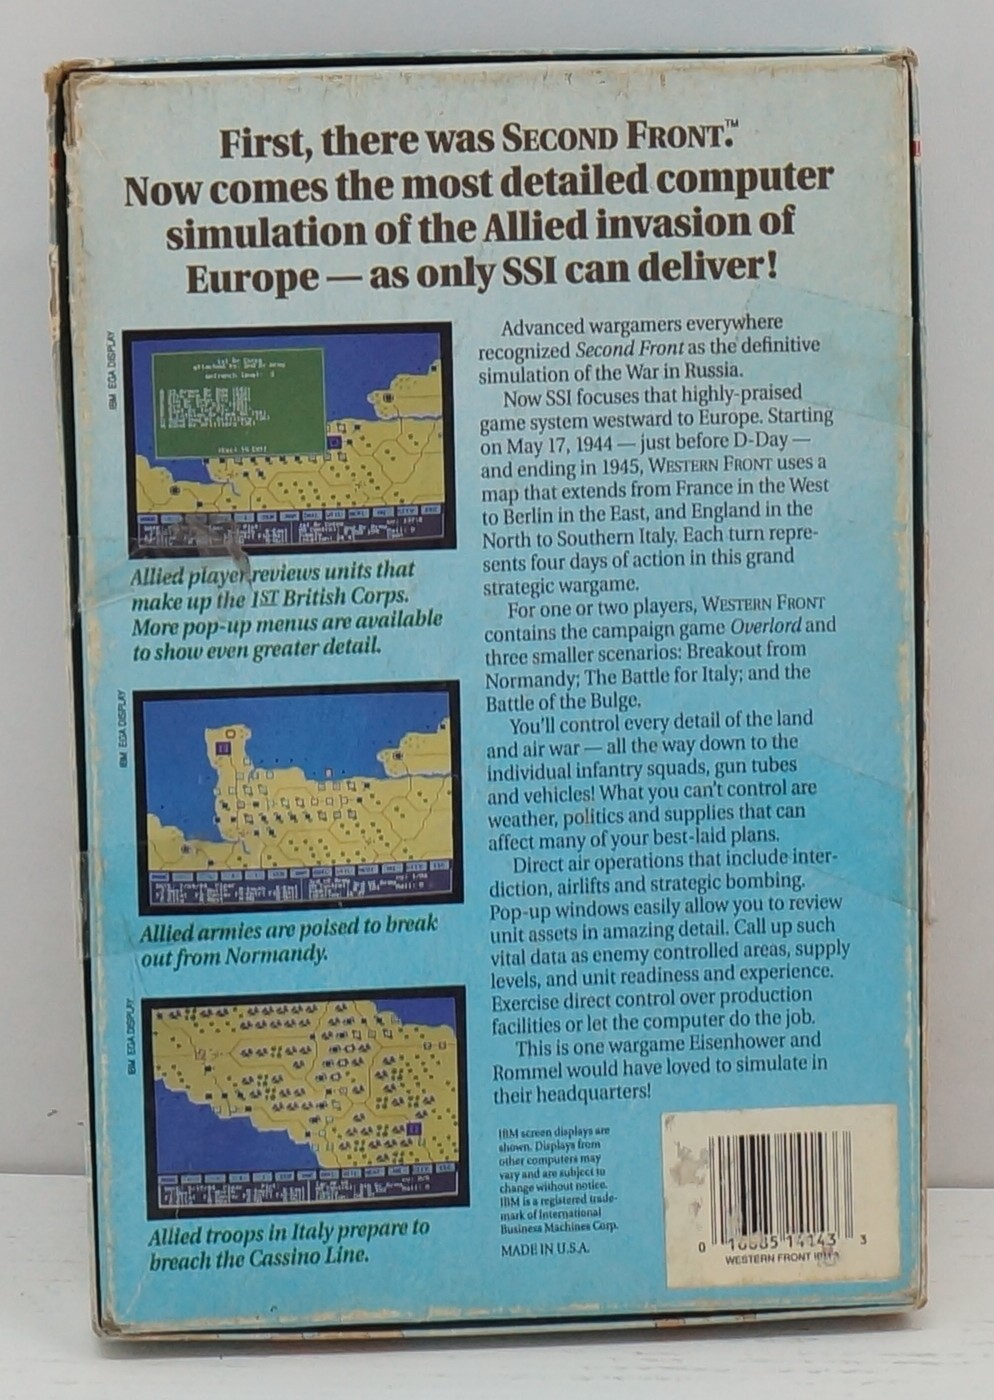 First, there was SECOND FRONT.™
Now comes the most detailed computer
simulation of the Allied invasion of
Europe — as only SSI can deliver!
IBM EGA DISPLAY
Allied player reviews units that
make up the 1ST British Corps.
More pop-up menus are available
to show even greater detail.
IBM EGA DISPLAY
Allied armies are poised to break
out from Normandy.
IBM EGA DISPLAY
Allied troops in Italy prepare to
breach the Cassino Line.
Advanced wargamers everywhere
recognized Second Front as the definitive
simulation of the War in Russia.
Now SSI focuses that highly-praised
game system westward to Europe. Starting
on May 17, 1944 — just before D-Day —
and ending in 1945, WESTERN FRONT uses a
map that extends from France in the West
to Berlin in the East, and England in the
North to Southern Italy. Each turn repre-
sents four days of action in this grand
strategic wargame.
For one or two players, WESTERN FRONT
contains the campaign game Overlord and
three smaller scenarios: Breakout from
Normandy; The Battle for Italy; and the
Battle of the Bulge.
You'll control every detail of the land
and air war — all the way down to the
individual infantry squads, gun tubes
and vehicles! What you can't control are
weather, politics and supplies that can
affect many of your best-laid plans.
Direct air operations that include inter-
diction, airlifts and strategic bombing.
Pop-up windows easily allow you to review
unit assets in amazing detail. Call up such
vital data as enemy controlled areas, supply
levels, and unit readiness and experience.
Exercise direct control over production
facilities or let the computer do the job.
This is one wargame Eisenhower and
Rommel would have loved to simulate in
their headquarters!
IBM screen displays are
shown. Displays from
other computers may
vary and are subject to
change without notice.
IBM is a registered trade-
mark of International
Business Machines Corp.
MADE IN U.S.A.
0 14143 3
WESTERN FRONT